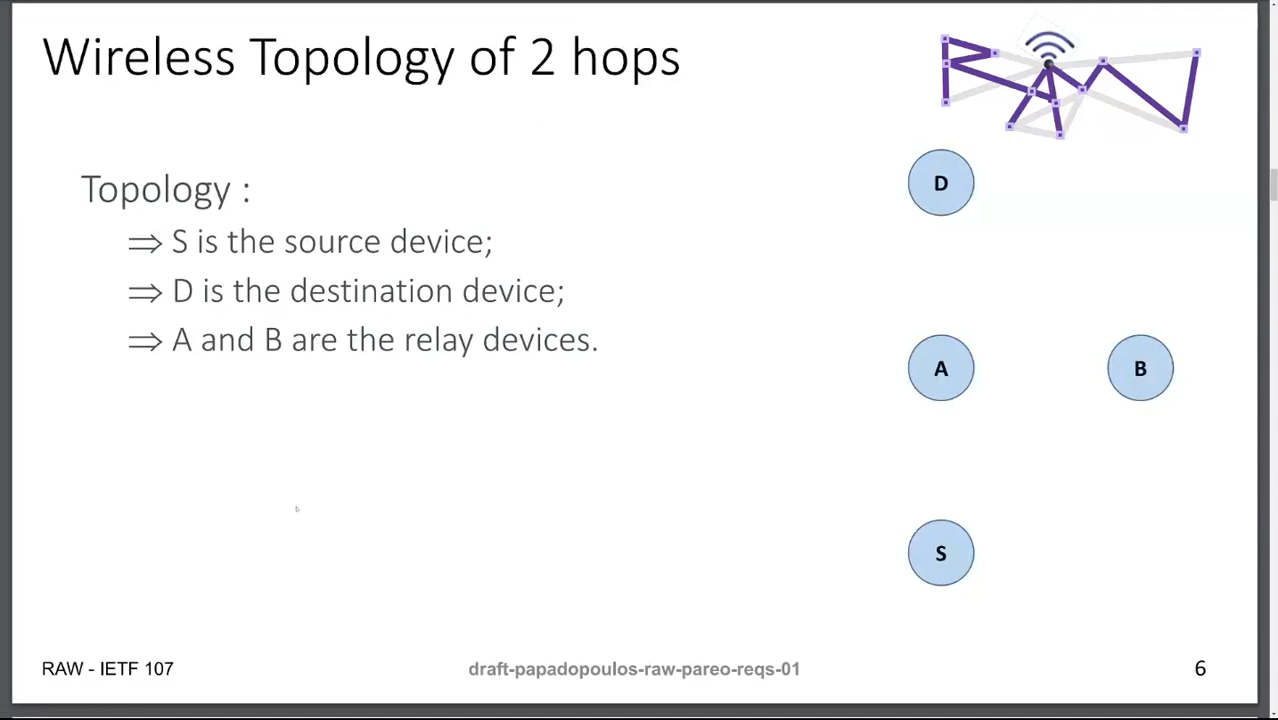 Wireless Topology of 2 hops
Topology :
⇒ S is the source device;
⇒ D is the destination device;
⇒ A and B are the relay devices.
D
A
B
S
RAW - IETF 107
draft-papadopoulos-raw-pareo-reqs-01
6